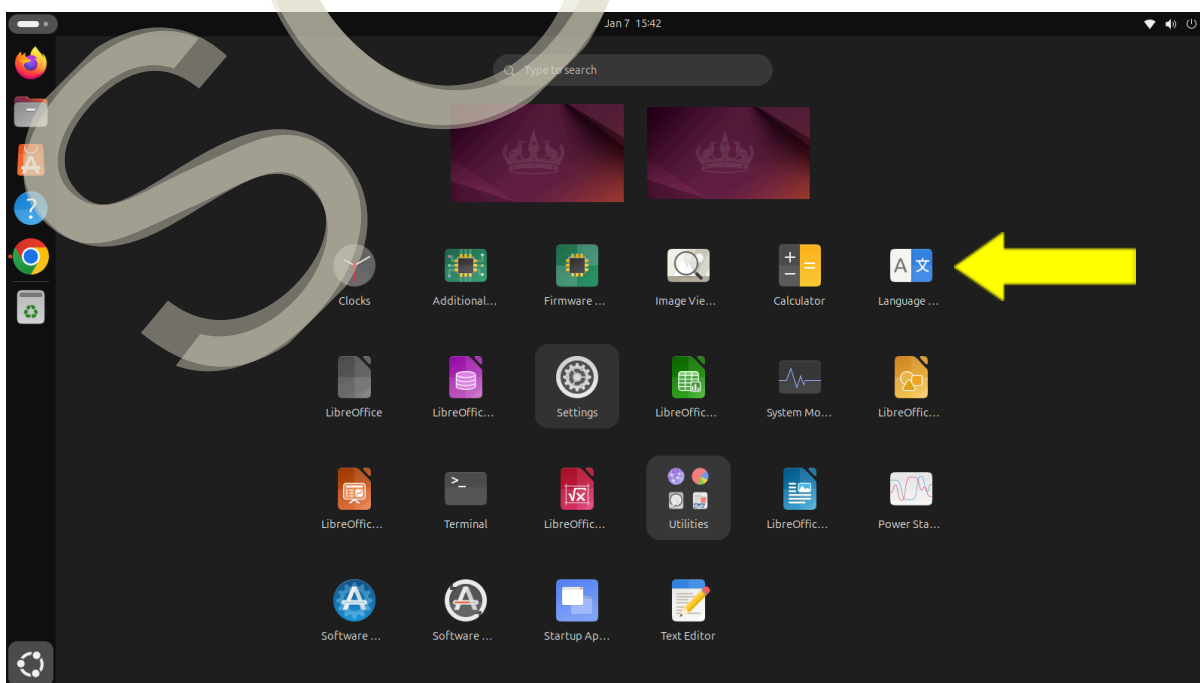 Jan 7 15:42
Type to search
Clocks
Additional...
Firmware ...
Image Vie...
Calculator
Language ...
LibreOffice
LibreOffic...
Settings
LibreOffic...
System Mo...
LibreOffic...
LibreOffic...
Terminal
LibreOffic...
Utilities
LibreOffic...
Power Sta...
Software ...
Software ...
Startup Ap...
Text Editor